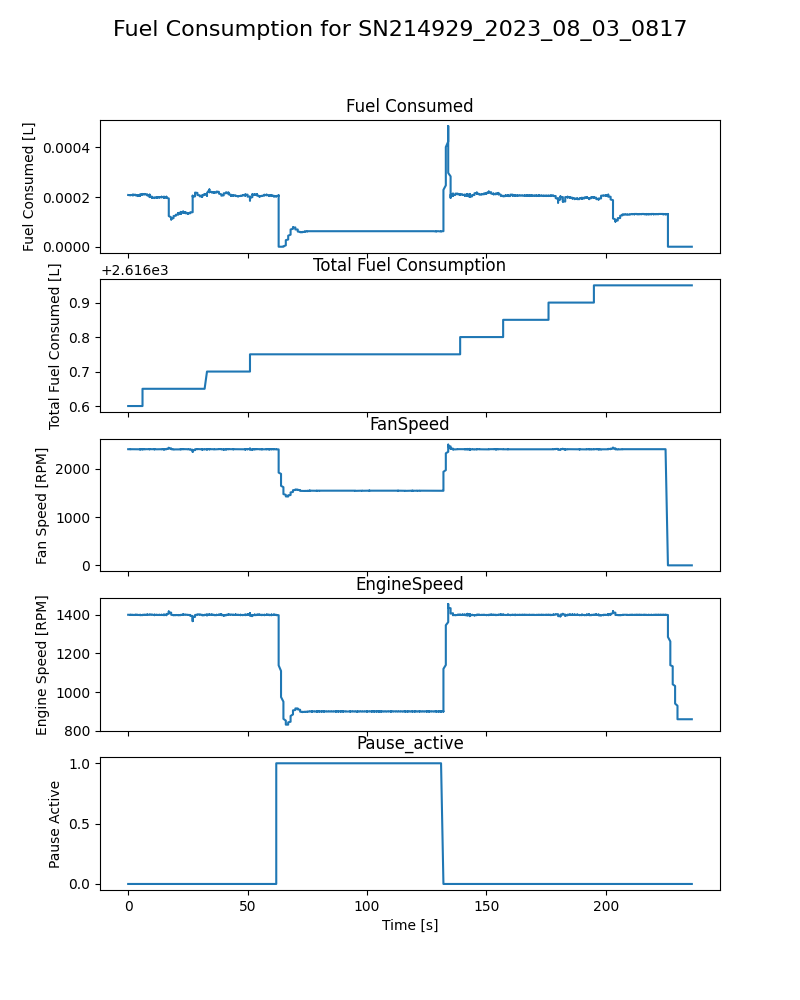 Fuel Consumption for SN214929_2023_08_03_0817
Fuel Consumed
Fuel Consumed [L]
0.0004
0.0002
0.0000
Total Fuel Consumption
+2.616e3
Total Fuel Consumed [L]
0.9
0.8
0.7
0.6
FanSpeed
Fan Speed [RPM]
2000
1000
0
EngineSpeed
Engine Speed [RPM]
1400
1200
1000
800
Pause_active
Pause Active
1.0
0.5
0.0
0 50 100 150 200
Time [s]